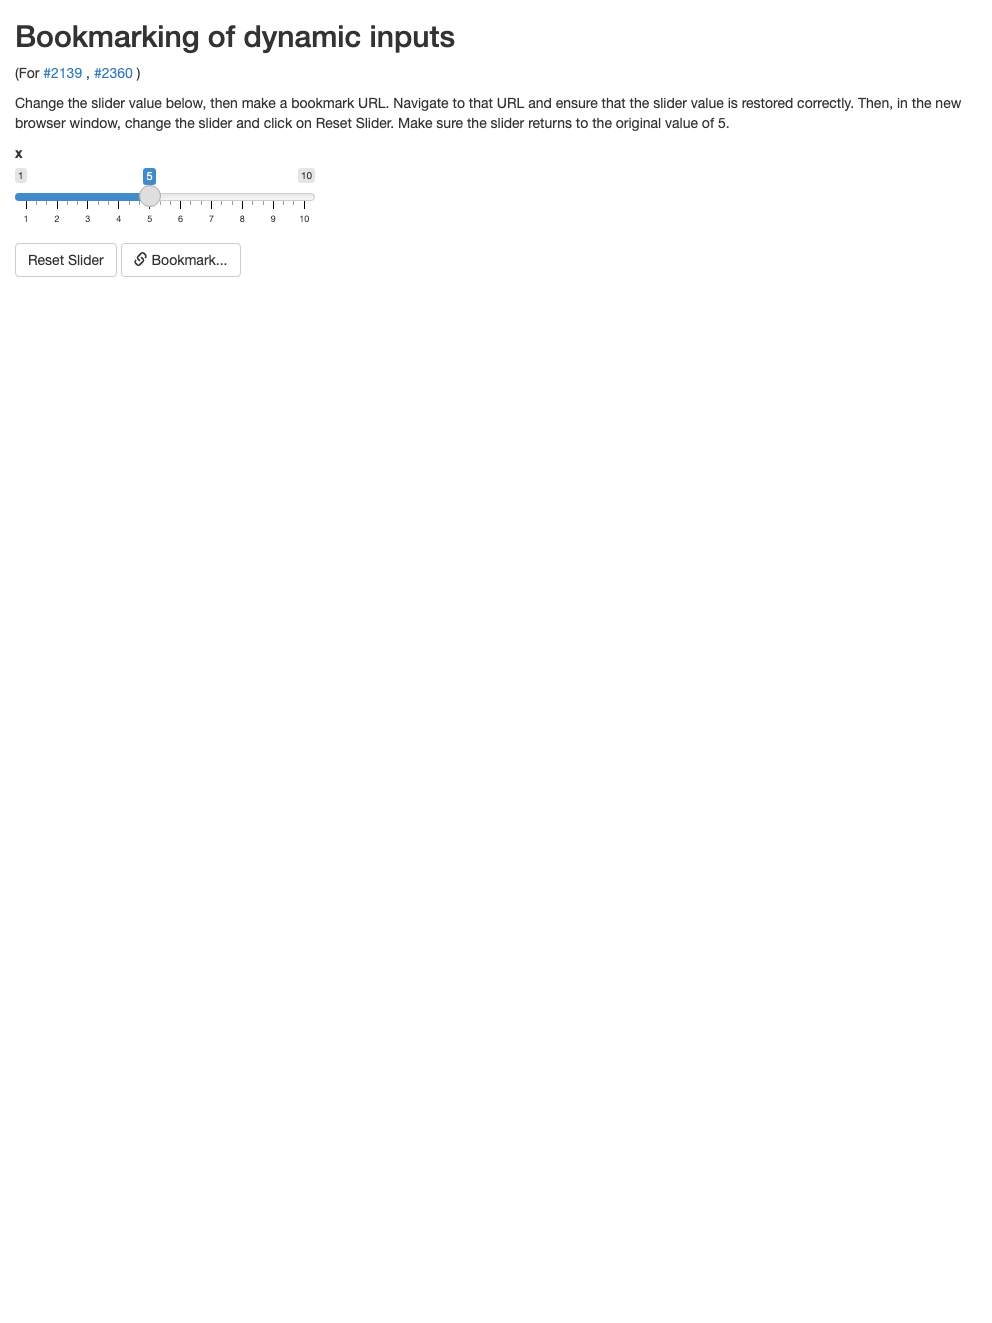 Bookmarking of dynamic inputs
(For #2139 , #2360 )
Change the slider value below, then make a bookmark URL. Navigate to that URL and ensure that the slider value is restored correctly. Then, in the new
browser window, change the slider and click on Reset Slider. Make sure the slider returns to the original value of 5.
x
1 5 10
1 2 3 4 5 6 7 8 9 10
Reset Slider Bookmark...